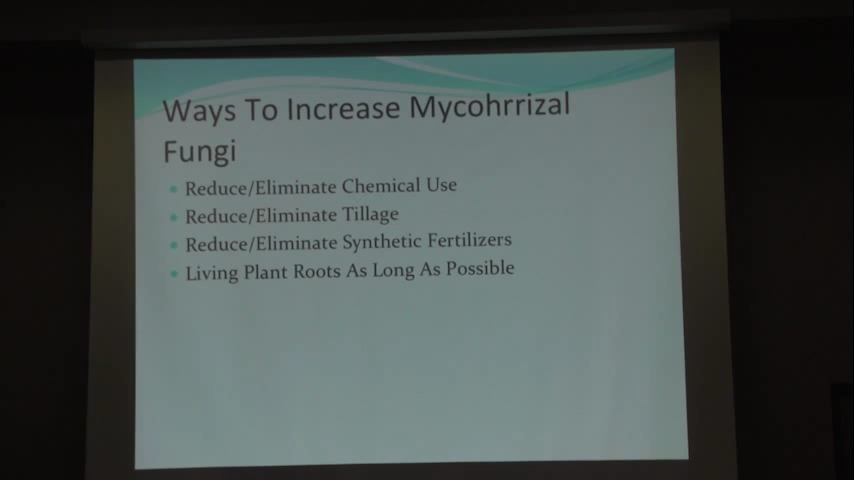 Ways To Increase Mycohrrizal
Fungi
Reduce/Eliminate Chemical Use
Reduce/Eliminate Tillage
Reduce/Eliminate Synthetic Fertilizers
Living Plant Roots As Long As Possible